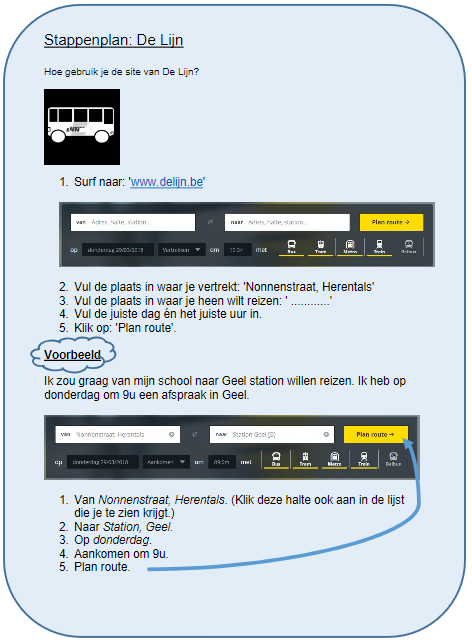 Stappenplan: De Lijn
Hoe gebruik je de site van De Lijn?
1. Surf naar: 'www.delijn.be'
van Adres, halte, station... naar Adres, halte, station... Plan route →
op donderdag 29/03/2018 Vertrekken om 15:34 met Bus Tram Metro Trein Belbus
2. Vul de plaats in waar je vertrekt: 'Nonnenstraat, Herentals'
3. Vul de plaats in waar je heen wilt reizen: ' ............'
4. Vul de juiste dag én het juiste uur in.
5. Klik op: 'Plan route'.
Voorbeeld
Ik zou graag van mijn school naar Geel station willen reizen. Ik heb op
donderdag om 9u een afspraak in Geel.
van Nonnenstraat, Herentals naar Station Geel [B] Plan route →
op donderdag 29/03/2018 Aankomen om 09:0m met Bus Tram Metro Trein Belbus
1. Van Nonnenstraat, Herentals. (Klik deze halte ook aan in de lijst
die je te zien krijgt.)
2. Naar Station, Geel.
3. Op donderdag.
4. Aankomen om 9u.
5. Plan route.